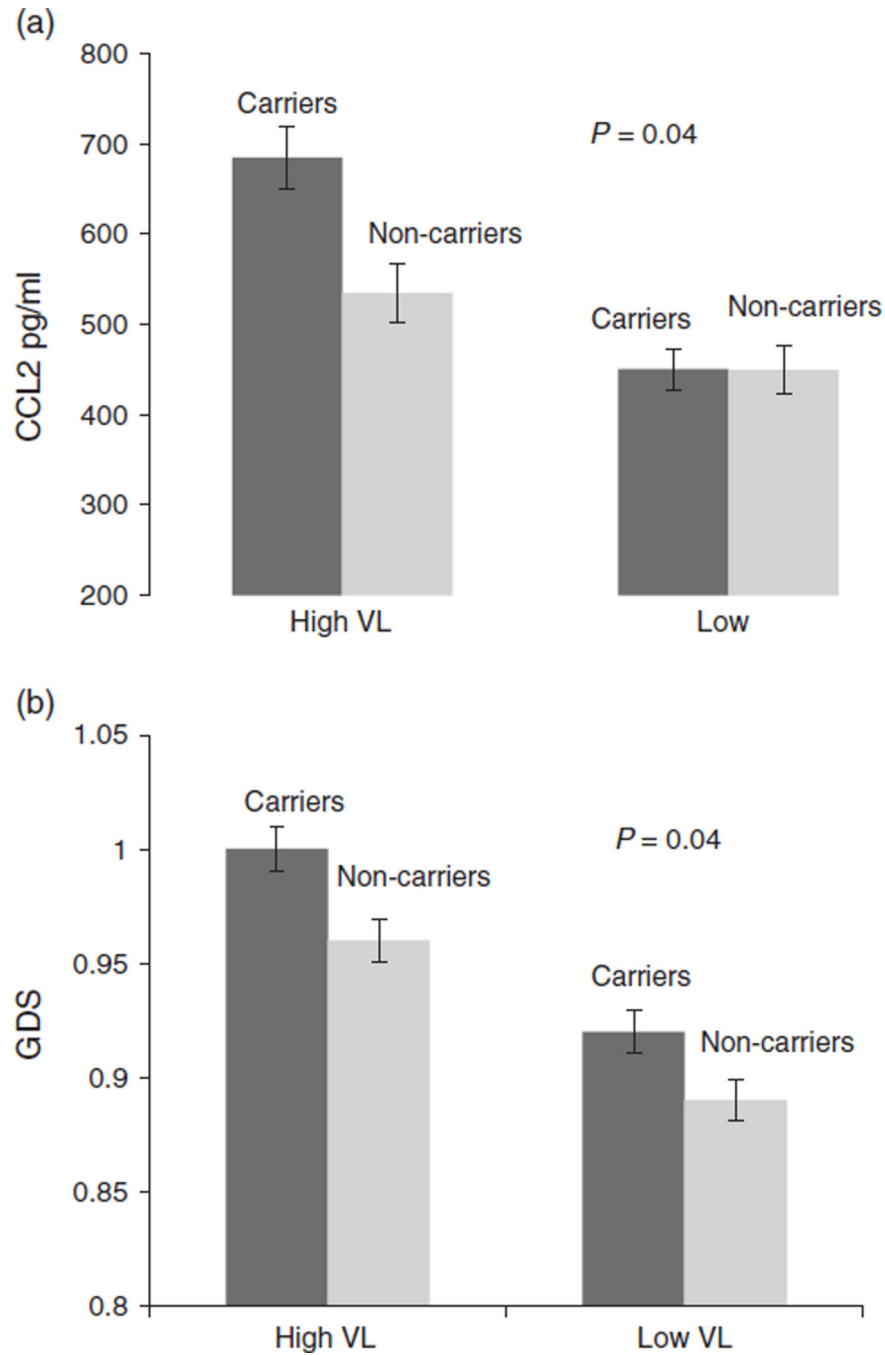 (a)
800
700
600
500
400
300
200
CCL2 pg/ml
Carriers
Non-carriers
P = 0.04
Carriers
Non-carriers
High VL
Low
(b)
1.05
1
0.95
0.9
0.85
0.8
GDS
Carriers
Non-carriers
P = 0.04
Carriers
Non-carriers
High VL
Low VL